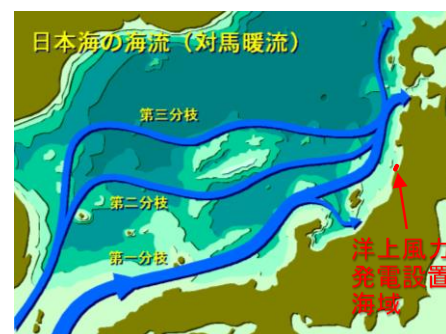 日本海の海流（対馬暖流）
第三分枝
第二分枝
第一分枝
洋上風力
発電設置
海域